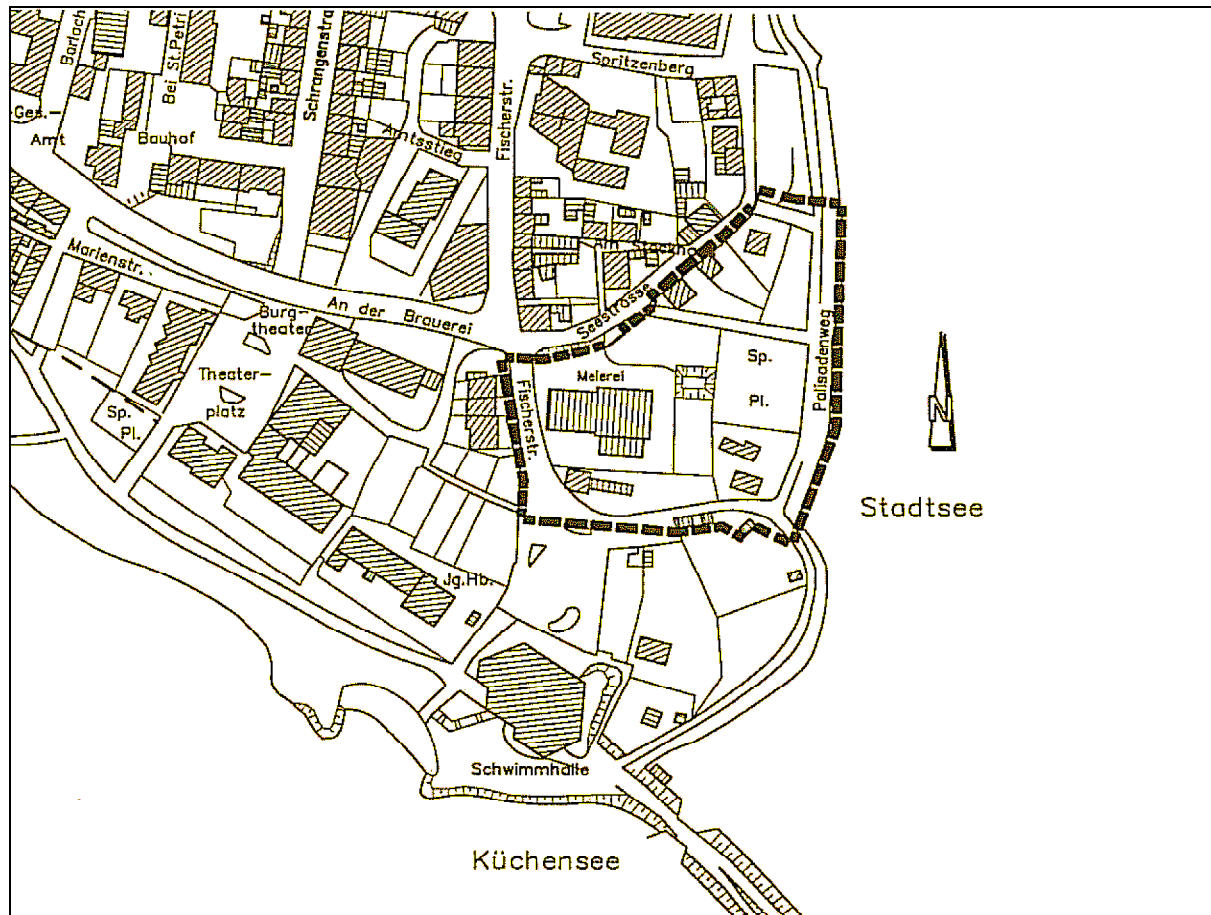 Barlach
Bei St.Petri
Schrangenstra
Spritzenberg
Ges.-
Amt
Bauhof
Amtsstieg
Fischerstr.
Marienstr.
An der Brauerei
Burg-
theater
Seestrasse
Palisadenweg
Theater-
platz
Sp.
Pl.
Meierei
Fischerstr.
Sp.
Pl.
N
Stadtsee
Jg.Hb.
Schwimmhalle
Küchensee